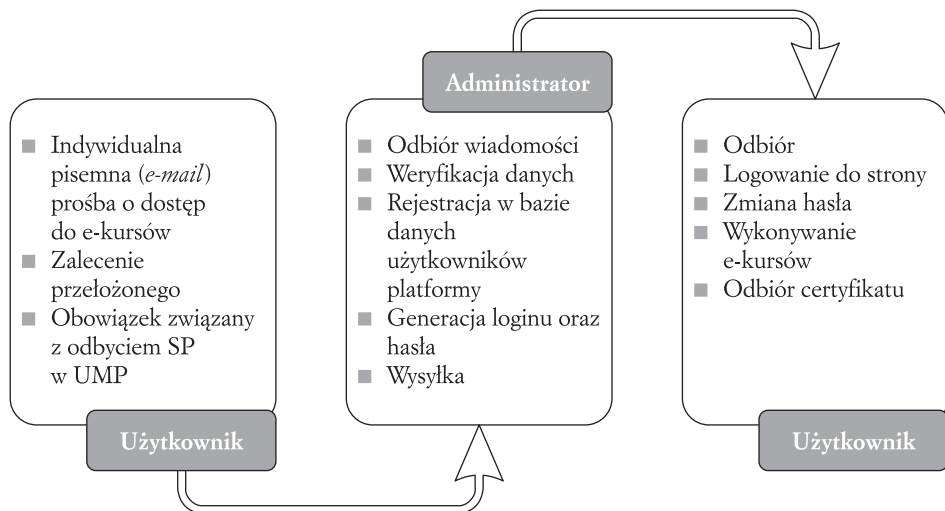 Indywidualna
pisemna (e-mail)
prośba o dostęp
do e-kursów
Zalecenie
przełożonego
Obowiązek związany
z odbyciem SP
w UMP
Użytkownik
Administrator
Odbiór wiadomości
Weryfikacja danych
Rejestracja w bazie
danych
użytkowników
platformy
Generacja loginu oraz
hasła
Wysyłka
Odbiór
Logowanie do strony
Zmiana hasła
Wykonywanie
e-kursów
Odbiór certyfikatu
Użytkownik